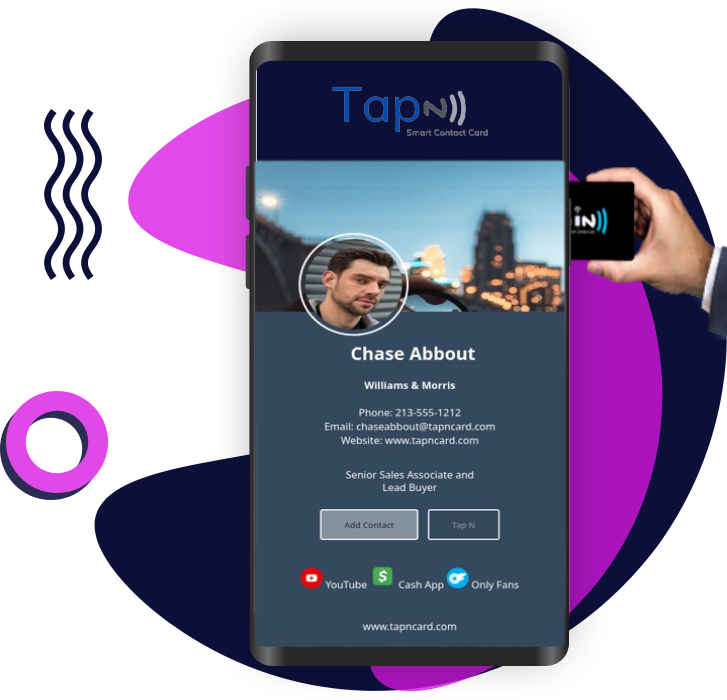 TapN
Smart Contact Card
iN
Chase Abbout
Williams & Morris
Phone: 213-555-1212
Email: chaseabbout@tapncard.com
Website: www.tapncard.com
Senior Sales Associate and
Lead Buyer
Add Contact
Tap N
YouTube
Cash App
Only Fans
www.tapncard.com